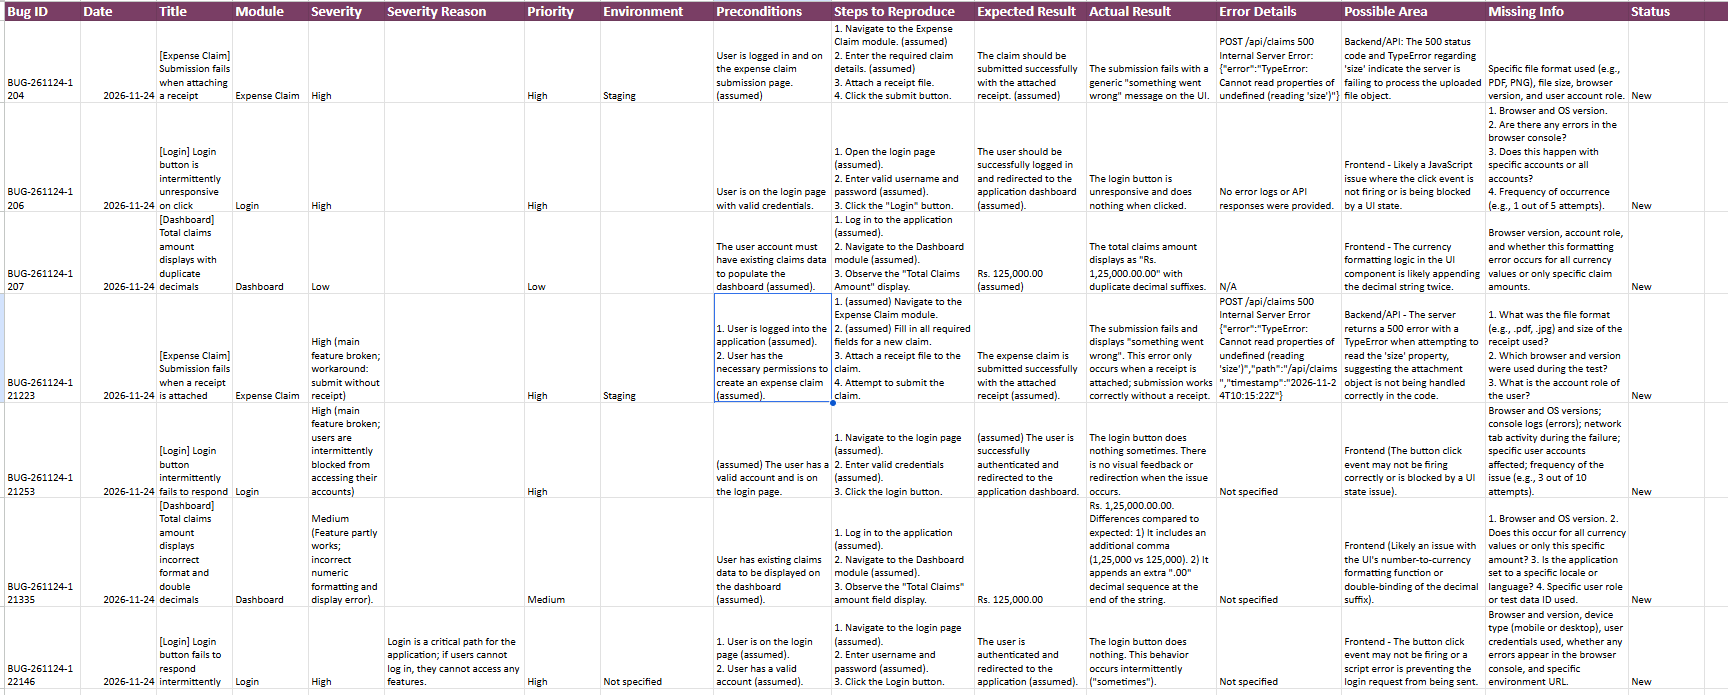 Bug ID Date Title Module Severity Severity Reason Priority Environment Preconditions Steps to Reproduce Expected Result Actual Result Error Details Possible Area Missing Info Status
BUG-261124-1
204
2026-11-24
[Expense Claim]
Submission fails
when attaching
a receipt
Expense Claim
High
High
Staging
User is logged in and on
the expense claim
submission page.
(assumed)
1. Navigate to the Expense
Claim module. (assumed)
2. Enter the required claim
details. (assumed)
3. Attach a receipt file.
4. Click the submit button.
The claim should be
submitted successfully
with the attached
receipt. (assumed)
The submission fails with a
generic "something went
wrong" message on the UI.
POST /api/claims 500
Internal Server Error:
{"error":"TypeError:
Cannot read properties of
undefined (reading 'size')"}
Backend/API: The 500 status
code and TypeError regarding
'size' indicate the server is
failing to process the uploaded
file object.
Specific file format used (e.g.,
PDF, PNG), file size, browser
version, and user account role.
New
BUG-261124-1
206
2026-11-24
[Login] Login
button is
intermittently
unresponsive
on click
Login
High
High
User is on the login page
with valid credentials.
1. Open the login page
(assumed).
2. Enter valid username and
password (assumed).
3. Click the "Login" button.
The user should be
successfully logged in
and redirected to the
application dashboard
(assumed).
The login button is
unresponsive and does
nothing when clicked.
No error logs or API
responses were provided.
Frontend - Likely a JavaScript
issue where the click event is
not firing or is being blocked
by a UI state.
1. Browser and OS version.
2. Are there any errors in the
browser console?
3. Does this happen with
specific accounts or all
accounts?
4. Frequency of occurrence
(e.g., 1 out of 5 attempts).
New
BUG-261124-1
207
2026-11-24
[Dashboard]
Total claims
amount
displays with
duplicate
decimals
Dashboard
Low
Low
The user account must
have existing claims data
to populate the
dashboard (assumed).
1. Log in to the application
(assumed).
2. Navigate to the Dashboard
module (assumed).
3. Observe the "Total Claims
Amount" display.
Rs. 125,000.00
(assumed)
The total claims amount
displays as "Rs.
1,25,000.00.00" with
duplicate decimal suffixes.
N/A
Frontend - The currency
formatting logic in the UI
component is likely appending
the decimal string twice.
Browser version, account role,
and whether this formatting
error occurs for all currency
values or only specific claim
amounts.
New
BUG-261124-1
21223
2026-11-24
[Expense Claim]
Submission fails
when a receipt
is attached
Expense Claim
High (main
feature broken;
workaround:
submit without
receipt)
High
Staging
1. User is logged into the
application (assumed).
2. User has the
necessary permissions to
create an expense claim
(assumed).
1. (assumed) Navigate to the
Expense Claim module.
2. (assumed) Fill in all required
fields for a new claim.
3. Attach a receipt file to the
claim.
4. Attempt to submit the
claim.
The expense claim is
submitted successfully
with the attached
receipt (assumed).
The submission fails and
displays "something went
wrong". This error only
occurs when a receipt is
attached; submission works
correctly without a receipt.
POST /api/claims 500
Internal Server Error
{"error":"TypeError:
Cannot read properties of
undefined (reading
'size')","path":"/api/claims
","timestamp":"2026-11-2
4T10:15:22Z"}
Backend/API - The server
returns a 500 error with a
TypeError when attempting to
read the 'size' property,
suggesting the attachment
object is not being handled
correctly in the code.
1. What was the file format
(e.g., .pdf, .jpg) and size of the
receipt used?
2. Which browser and version
were used during the test?
3. What is the account role of
the user?
New
BUG-261124-1
21253
2026-11-24
[Login] Login
button
intermittently
fails to respond
Login
High (main
feature broken;
users are
intermittently
blocked from
accessing their
accounts)
High
(assumed) The user has a
valid account and is on
the login page.
1. Navigate to the login page
(assumed).
2. Enter valid credentials
(assumed).
3. Click the login button.
(assumed) The user is
successfully
authenticated and
redirected to the
application dashboard.
The login button does
nothing sometimes. There
is no visual feedback or
redirection when the issue
occurs.
Not specified
Frontend (The button click
event may not be firing
correctly or is blocked by a UI
state issue).
Browser and OS versions;
console logs (errors); network
tab activity during the failure;
specific user accounts
affected; frequency of the
issue (e.g., 3 out of 10
attempts).
New
BUG-261124-1
21335
2026-11-24
[Dashboard]
Total claims
amount
displays
incorrect
format and
double
decimals
Dashboard
Medium
(Feature partly
works;
incorrect
numeric
formatting and
display error).
Medium
User has existing claims
data to be displayed on
the dashboard
(assumed).
1. Log in to the application
(assumed).
2. Navigate to the Dashboard
module (assumed).
3. Observe the "Total Claims"
amount field display.
Rs. 125,000.00
Rs. 1,25,000.00.00.
Differences compared to
expected: 1) It includes an
additional comma
(1,25,000 vs 125,000). 2) It
appends an extra ".00"
decimal sequence at the
end of the string.
Not specified
Frontend (Likely an issue with
the UI's number-to-currency
formatting function or
double-binding of the decimal
suffix).
1. Browser and OS version. 2.
Does this occur for all currency
values or only this specific
amount? 3. Is the application
set to a specific locale or
language? 4. Specific user role
or test data ID used.
New
BUG-261124-1
22146
2026-11-24
[Login] Login
button fails to
respond
intermittently
Login
High
Login is a critical path for the
application; if users cannot
log in, they cannot access any
features.
High
Not specified
1. User is on the login
page (assumed).
2. User has a valid
account (assumed).
1. Navigate to the login page
(assumed).
2. Enter username and
password (assumed).
3. Click the Login button.
The user is
authenticated and
redirected to the
application (assumed).
The login button does
nothing. This behavior
occurs intermittently
("sometimes").
Not specified
Frontend - The button click
event may not be firing or a
script error is preventing the
login request from being sent.
Browser and version, device
type (mobile or desktop), user
credentials used, whether any
errors appear in the browser
console, and specific
environment URL.
New